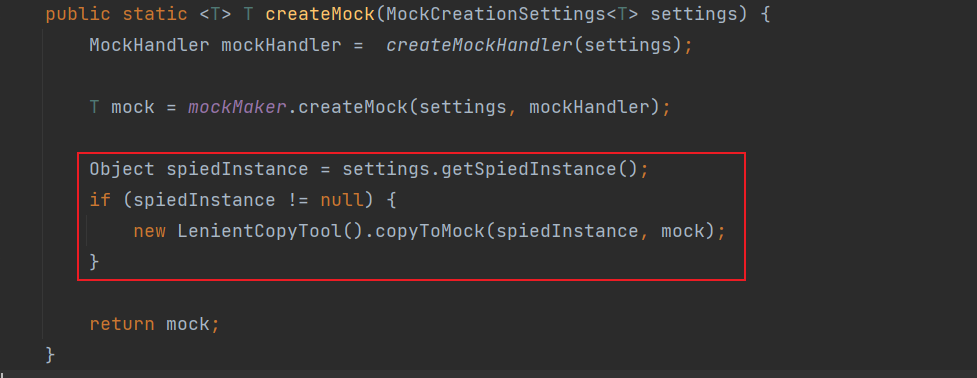 public static <T> T createMock(MockCreationSettings<T> settings) {
MockHandler mockHandler =  createMockHandler(settings);
T mock = mockMaker.createMock(settings, mockHandler);
Object spiedInstance = settings.getSpiedInstance();
if (spiedInstance != null) {
new LenientCopyTool().copyToMock(spiedInstance, mock);
}
return mock;
}